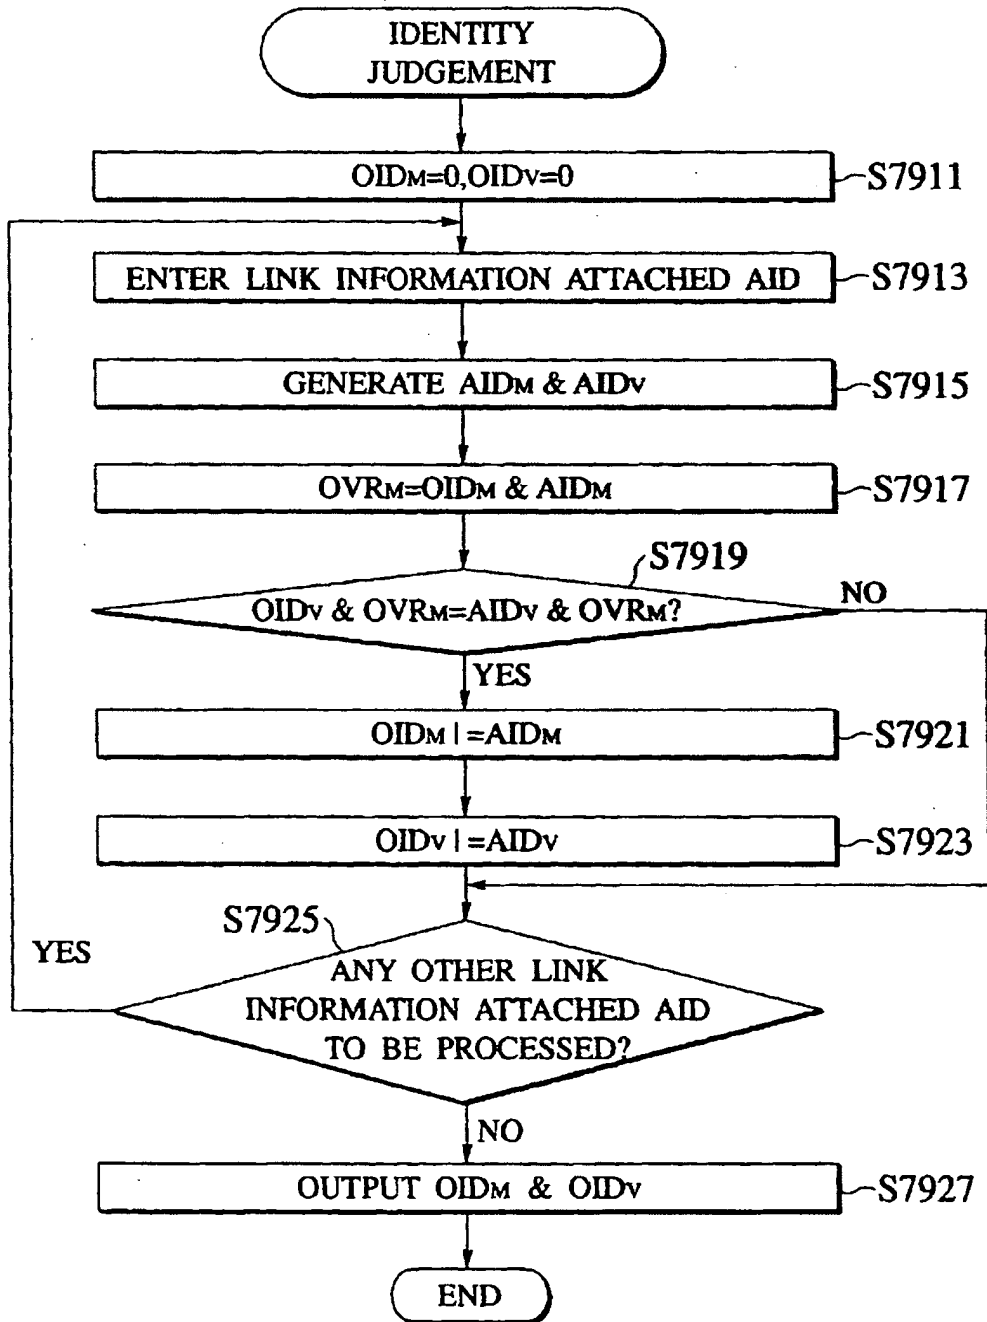 IDENTITY
JUDGEMENT
OIDM=0,OIDV=0
S7911
ENTER LINK INFORMATION ATTACHED AID
S7913
GENERATE AIDM & AIDV
S7915
OVRM=OIDM & AIDM
S7917
S7919
OIDV & OVRM=AIDV & OVRM?
NO
YES
OIDM | =AIDM
S7921
OIDV | =AIDV
S7923
S7925
YES
ANY OTHER LINK
INFORMATION ATTACHED AID
TO BE PROCESSED?
NO
OUTPUT OIDM & OIDV
S7927
END